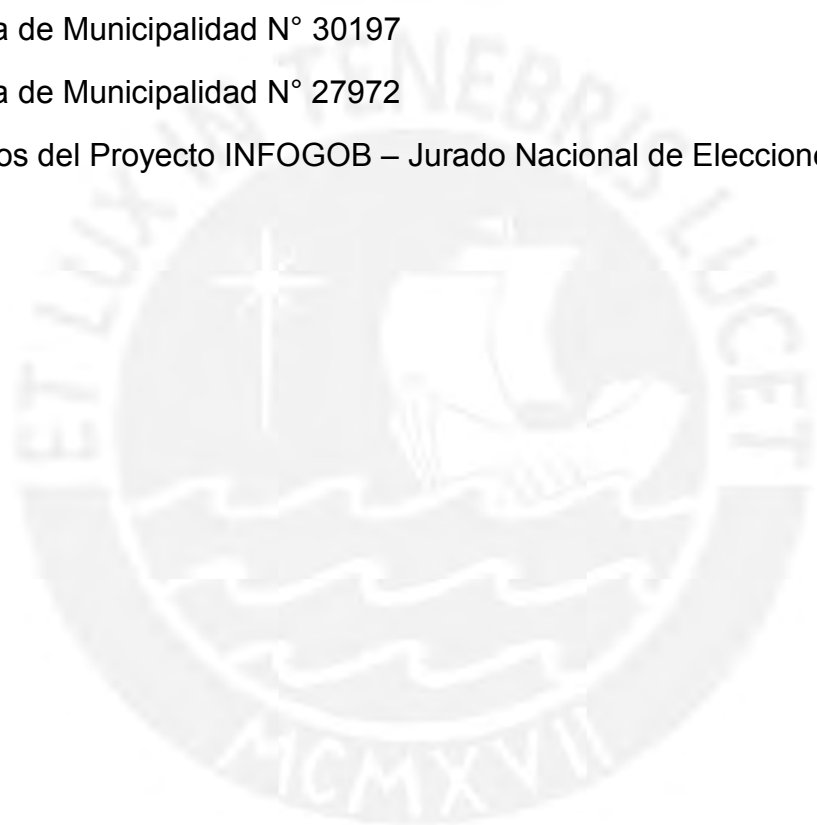 a de Municipalidad N° 30197
a de Municipalidad N° 27972
os del Proyecto INFOGOB – Jurado Nacional de Eleccion
ET LUX IN TENEBRIS LUCET
MCMXVII